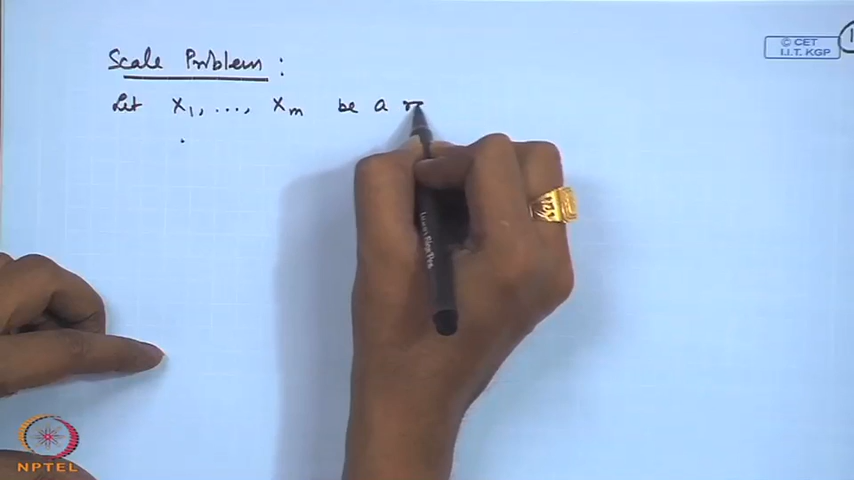 Scale Problem :
Let X1, ..., Xm be a r
© CET
I.I.T. KGP
NPTEL